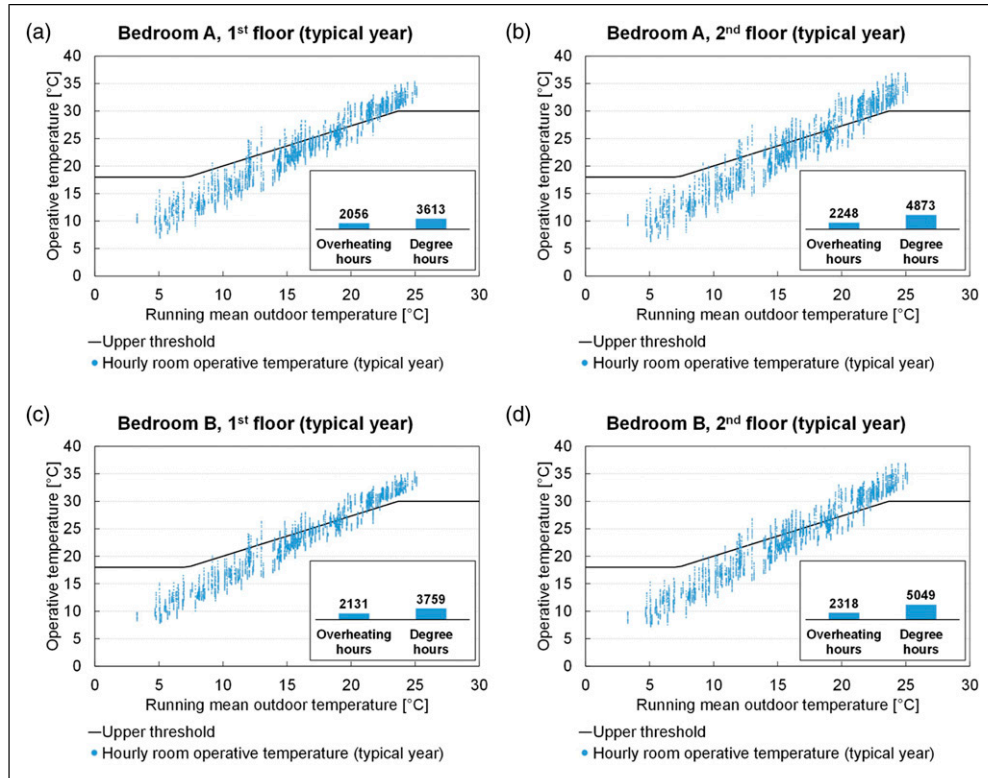 (a)
Bedroom A, 1st floor (typical year)
Operative temperature [°C]
40
35
30
25
20
15
10
5
0
2056
3613
Overheating
hours
Degree
hours
0 5 10 15 20 25 30
Running mean outdoor temperature [°C]
—Upper threshold
• Hourly room operative temperature (typical year)
(b)
Bedroom A, 2nd floor (typical year)
Operative temperature [°C]
40
35
30
25
20
15
10
5
0
2248
4873
Overheating
hours
Degree
hours
0 5 10 15 20 25 30
Running mean outdoor temperature [°C]
—Upper threshold
• Hourly room operative temperature (typical year)
(c)
Bedroom B, 1st floor (typical year)
Operative temperature [°C]
40
35
30
25
20
15
10
5
0
2131
3759
Overheating
hours
Degree
hours
0 5 10 15 20 25 30
Running mean outdoor temperature [°C]
—Upper threshold
• Hourly room operative temperature (typical year)
(d)
Bedroom B, 2nd floor (typical year)
Operative temperature [°C]
40
35
30
25
20
15
10
5
0
2318
5049
Overheating
hours
Degree
hours
0 5 10 15 20 25 30
Running mean outdoor temperature [°C]
—Upper threshold
• Hourly room operative temperature (typical year)